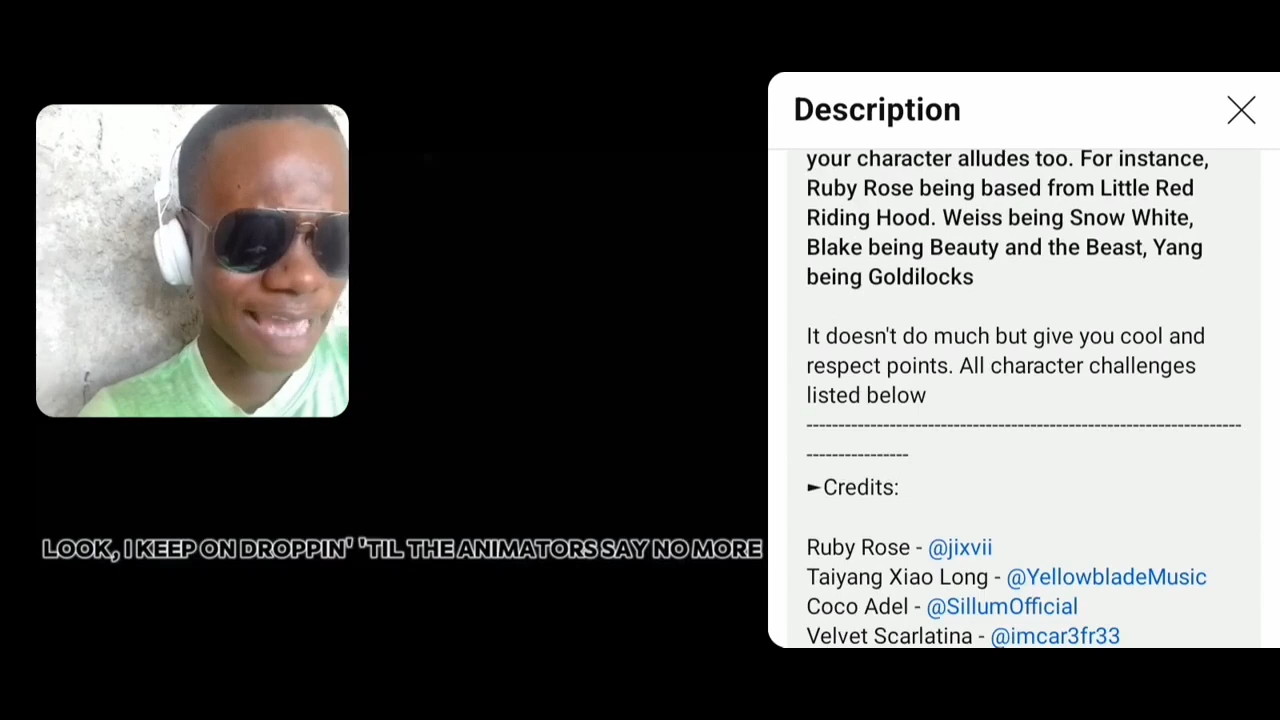 Description
your character alludes too. For instance,
Ruby Rose being based from Little Red
Riding Hood. Weiss being Snow White,
Blake being Beauty and the Beast, Yang
being Goldilocks
It doesn't do much but give you cool and
respect points. All character challenges
listed below
--------------------------------------------------------------------
----------------
►Credits:
Ruby Rose - @jixvii
Taiyang Xiao Long - @YellowbladeMusic
Coco Adel - @SillumOfficial
Velvet Scarlatina - @imcar3fr33
LOOK, I KEEP ON DROPPIN' 'TIL THE ANIMATORS SAY NO MORE